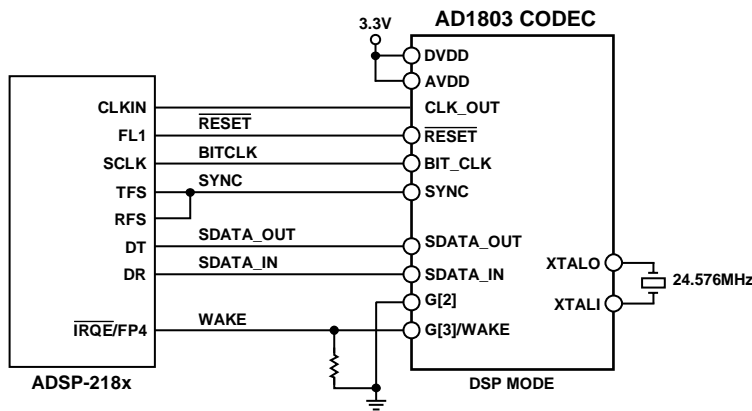 AD1803 CODEC
3.3V
DVDD
AVDD
CLKIN
CLK_OUT
FL1
RESET
RESET
SCLK
BITCLK
BIT_CLK
TFS
SYNC
SYNC
RFS
DT
SDATA_OUT
SDATA_OUT
DR
SDATA_IN
SDATA_IN
XTALO
24.576MHz
XTALI
G[2]
IRQE/FP4
WAKE
G[3]/WAKE
ADSP-218x
DSP MODE